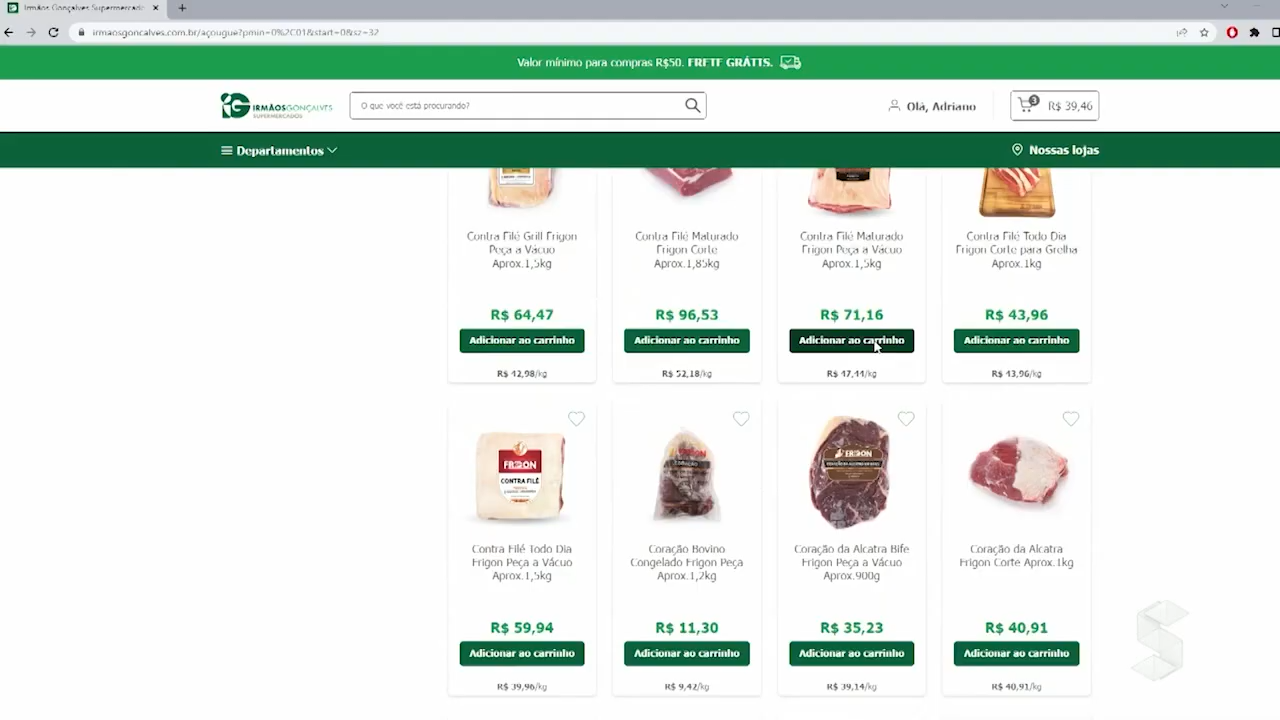 Irmãos Gonçalves Supermercado
irmaosgoncalves.com.br/açougue?pmin=0%2C01&start=0&sz=32
Valor mínimo para compras R$50. FRETE GRÁTIS.
IRMÃOSGONÇALVES
SUPERMERCADOS
O que você está procurando?
Olá, Adriano
3
R$ 39,46
Departamentos
Nossas lojas
Contra Filé Grill Frigon
Peça a Vácuo
Aprox.1,5kg
R$ 64,47
Adicionar ao carrinho
R$ 42,98/kg
Contra Filé Maturado
Frigon Corte
Aprox.1,85kg
R$ 96,53
Adicionar ao carrinho
R$ 52,18/kg
Contra Filé Maturado
Frigon Peça a Vácuo
Aprox.1,5kg
R$ 71,16
Adicionar ao carrinho
R$ 47,44/kg
Contra Filé Todo Dia
Frigon Corte para Grelha
Aprox.1kg
R$ 43,96
Adicionar ao carrinho
R$ 43,96/kg
FRIGON
CONTRA FILÉ
Contra Filé Todo Dia
Frigon Peça a Vácuo
Aprox.1,5kg
R$ 59,94
Adicionar ao carrinho
R$ 39,96/kg
Coração Bovino
Congelado Frigon Peça
Aprox.1,2kg
R$ 11,30
Adicionar ao carrinho
R$ 9,42/kg
FRIGON
Coração da Alcatra Bife
Frigon Peça a Vácuo
Aprox.900g
R$ 35,23
Adicionar ao carrinho
R$ 39,14/kg
Coração da Alcatra
Frigon Corte Aprox.1kg
R$ 40,91
Adicionar ao carrinho
R$ 40,91/kg